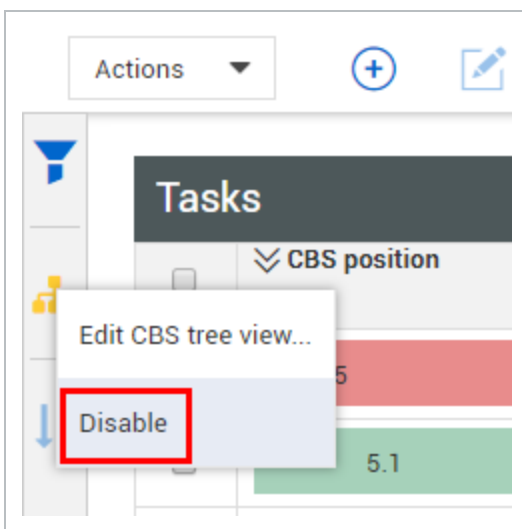 Actions
Tasks
CBS position
Edit CBS tree view...
5
Disable
5.1